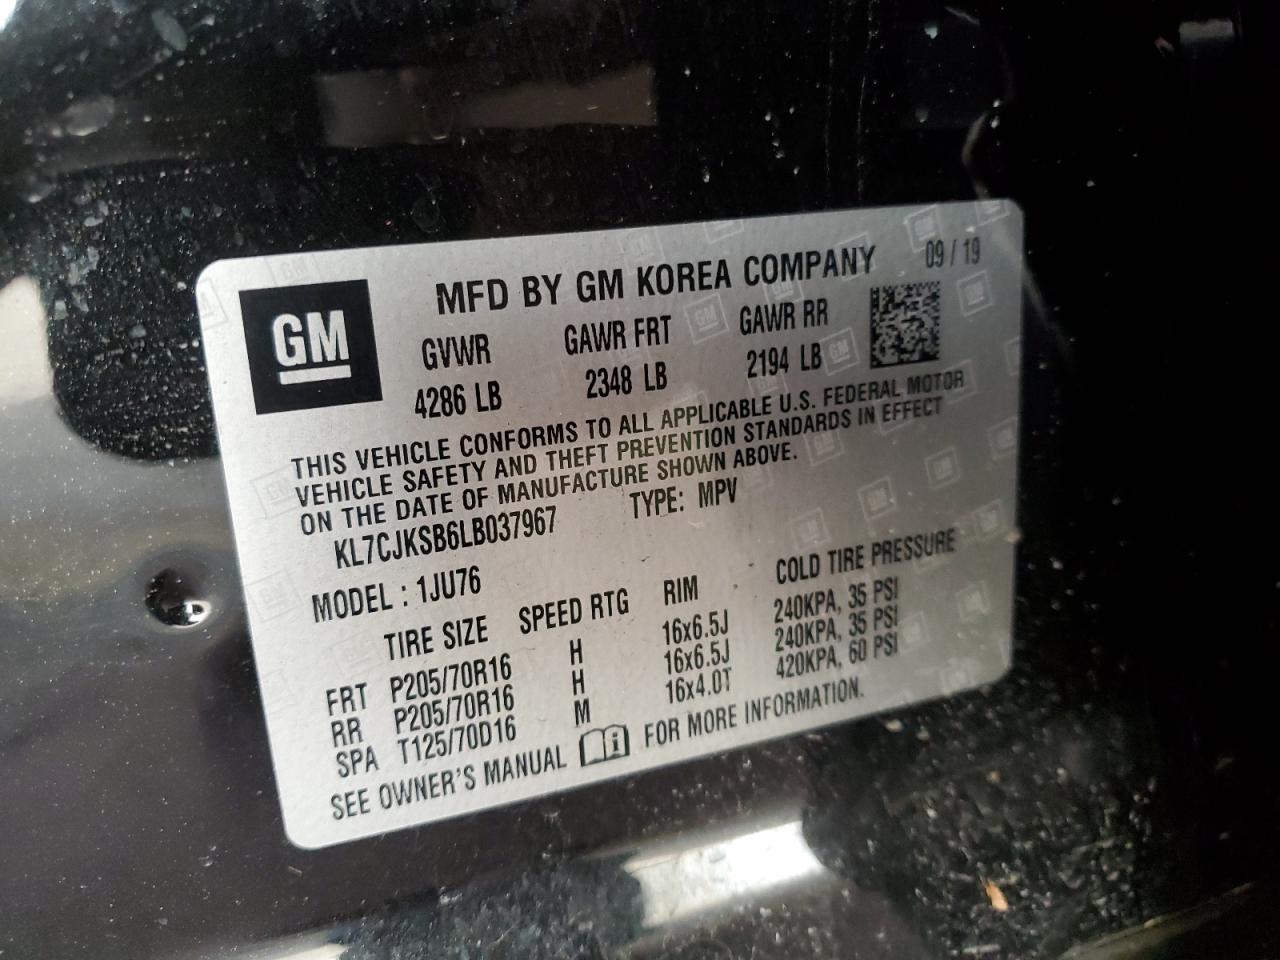 GM
MFD BY GM KOREA COMPANY 09 / 19
GVWR GAWR FRT GAWR RR
4286 LB 2348 LB 2194 LB
THIS VEHICLE CONFORMS TO ALL APPLICABLE U.S. FEDERAL MOTOR
VEHICLE SAFETY AND THEFT PREVENTION STANDARDS IN EFFECT
ON THE DATE OF MANUFACTURE SHOWN ABOVE.
KL7CJKSB6LB037967 TYPE: MPV
MODEL : 1JU76
TIRE SIZE SPEED RTG RIM COLD TIRE PRESSURE
FRT P205/70R16 H 16x6.5J 240KPA, 35 PSI
RR P205/70R16 H 16x6.5J 240KPA, 35 PSI
SPA T125/70D16 M 16x4.0T 420KPA, 60 PSI
SEE OWNER'S MANUAL i FOR MORE INFORMATION.